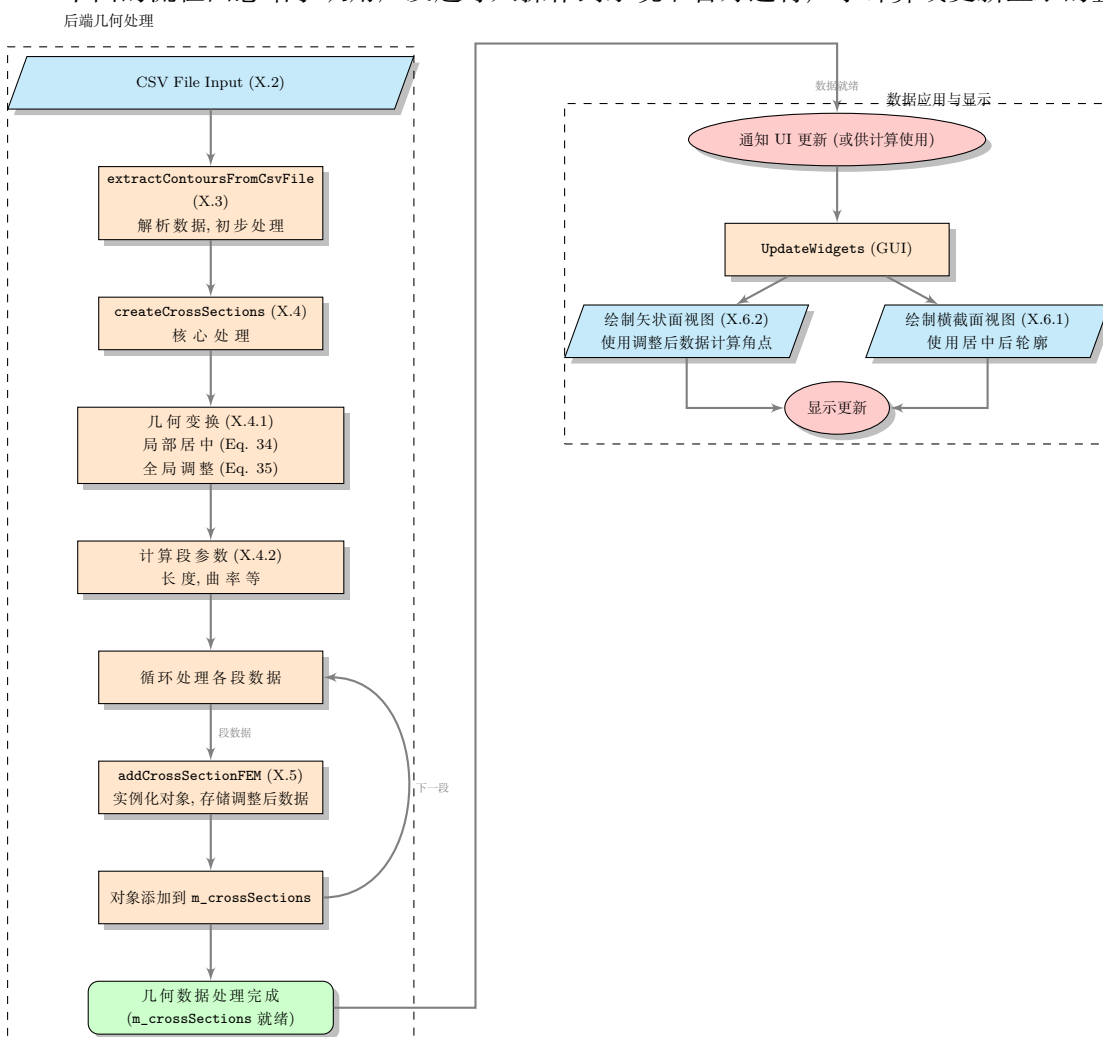 后端几何处理
CSV File Input (X.2)
extractContoursFromCsvFile
(X.3)
解析数据, 初步处理
createCrossSections (X.4)
核心处理
几何变换 (X.4.1)
局部居中 (Eq. 34)
全局调整 (Eq. 35)
计算段参数 (X.4.2)
长度, 曲率等
循环处理各段数据
段数据
addCrossSectionFEM (X.5)
实例化对象, 存储调整后数据
下一段
对象添加到 m_crossSections
几何数据处理完成
(m_crossSections 就绪)
数据就绪
数据应用与显示
通知 UI 更新 (或供计算使用)
UpdateWidgets (GUI)
绘制矢状面视图 (X.6.2)
使用调整后数据计算角点
绘制横截面视图 (X.6.1)
使用居中后轮廓
显示更新